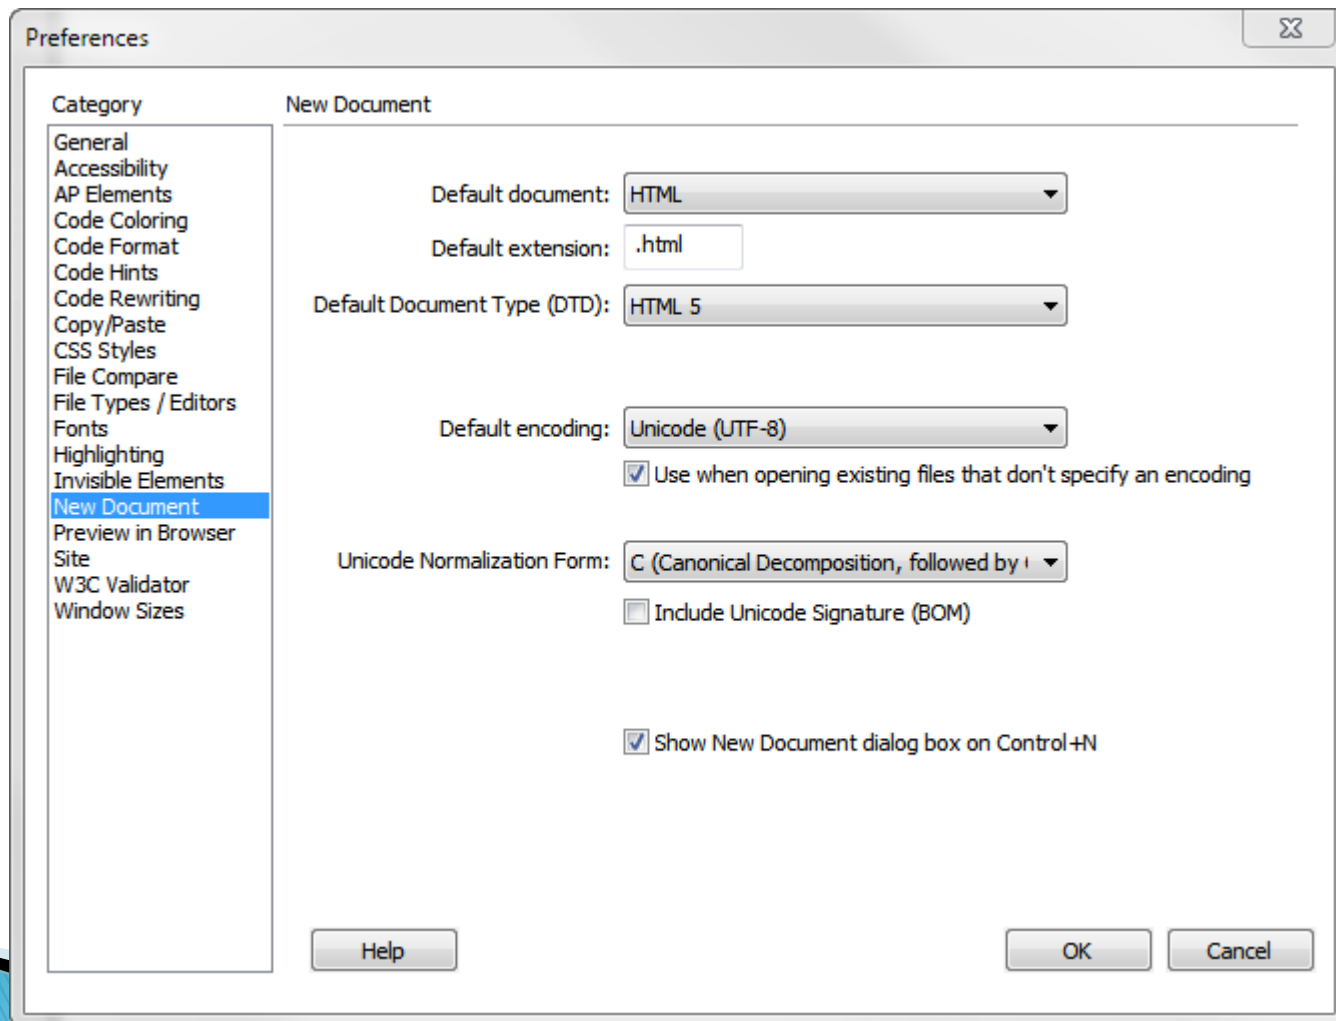 Preferences
Category
General
Accessibility
AP Elements
Code Coloring
Code Format
Code Hints
Code Rewriting
Copy/Paste
CSS Styles
File Compare
File Types / Editors
Fonts
Highlighting
Invisible Elements
New Document
Preview in Browser
Site
W3C Validator
Window Sizes
New Document
Default document: HTML
Default extension: .html
Default Document Type (DTD): HTML 5
Default encoding: Unicode (UTF-8)
Use when opening existing files that don't specify an encoding
Unicode Normalization Form: C (Canonical Decomposition, followed by
Include Unicode Signature (BOM)
Show New Document dialog box on Control+N
Help OK Cancel